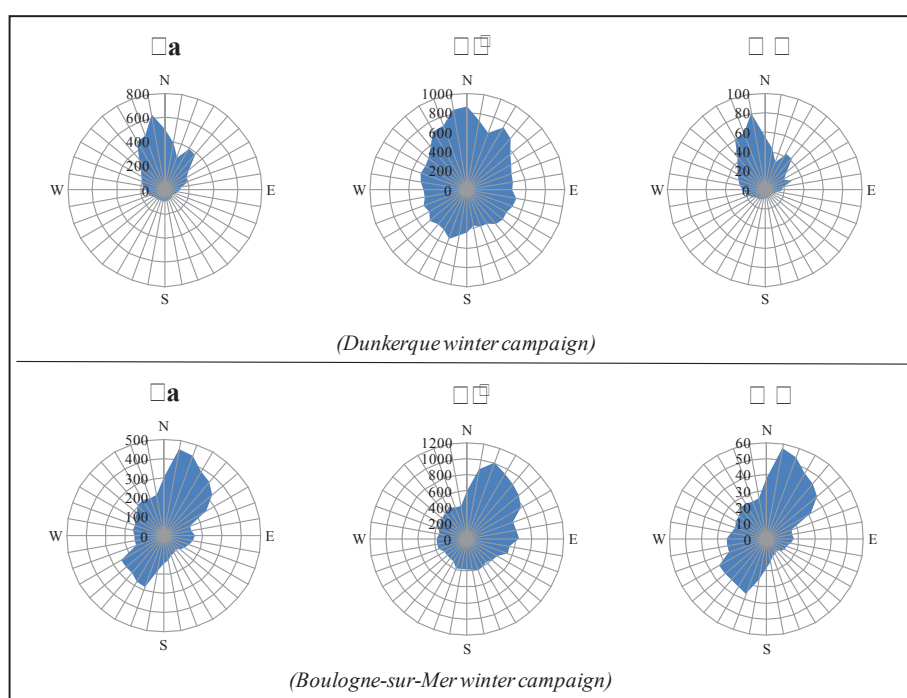 a
N N N
800 1000 100
600 800 80
400 600 60
200 400 40
0 200 20
0 0
W E W E W E
S S S
(Dunkerque winter campaign)
a
N N N
500 1200 60
400 1000 50
300 800 40
200 600 30
100 400 20
0 200 10
0 0
W E W E W E
S S S
(Boulogne-sur-Mer winter campaign)